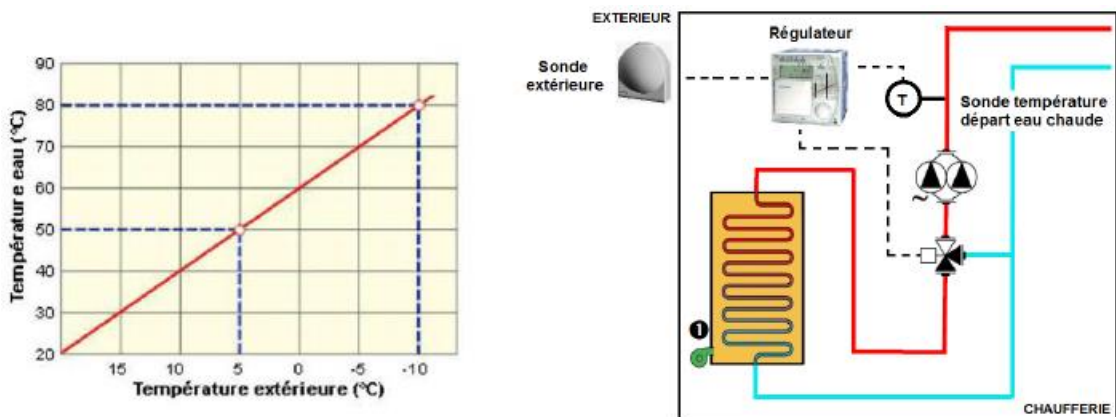 90
80
70
60
50
40
30
20
Température eau (°C)
15 10 5 0 -5 -10
Température extérieure (°C)
EXTERIEUR
Sonde
extérieure
Régulateur
T
Sonde température
départ eau chaude
~
1
CHAUFFERIE